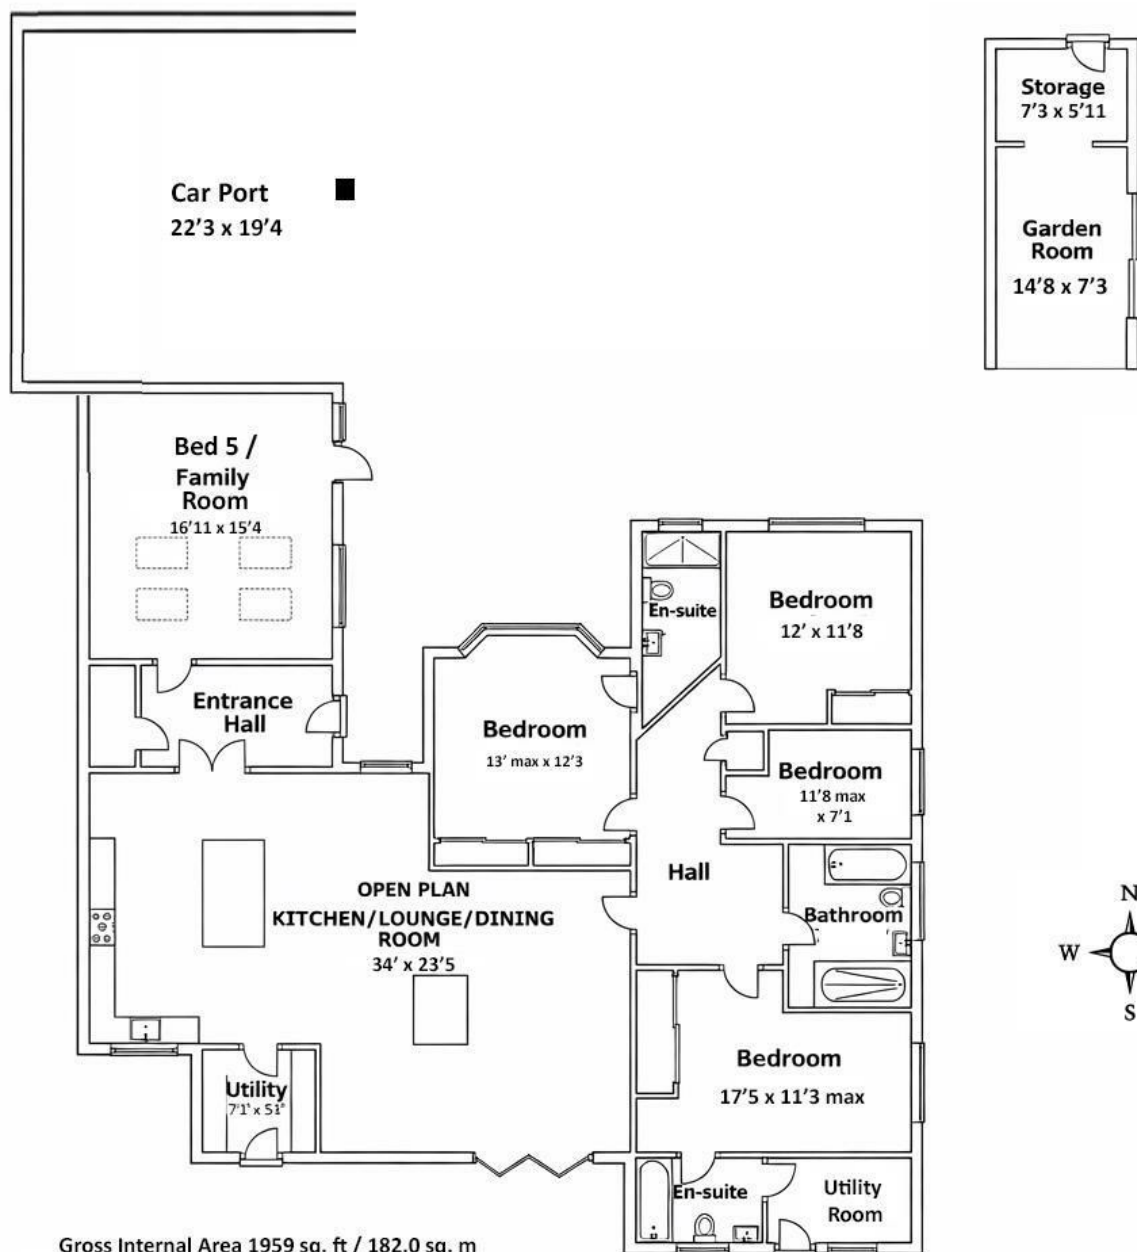 Car Port
22'3 x 19'4
Storage
7'3 x 5'11
Garden
Room
14'8 x 7'3
Bed 5 /
Family
Room
16'11 x 15'4
En-suite
Bedroom
12' x 11'8
Entrance
Hall
Bedroom
13' max x 12'3
Bedroom
11'8 max
x 7'1
Hall
OPEN PLAN
KITCHEN/LOUNGE/DINING
ROOM
34' x 23'5
Bathroom
N
W
S
Utility
7'1" x
Bedroom
17'5 x 11'3 max
En-suite
Utility
Room
Gross Internal Area 1959 sq. ft / 182.0 sq. m